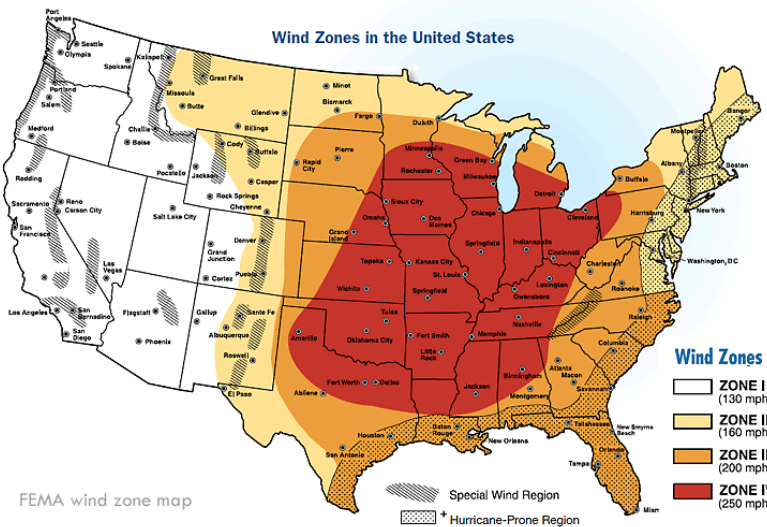 Wind Zones in the United States
Port
Angeles
Seattle
Olympia
Spokane
Kalispell
Great Falls
Missoula
Butte
Glendive
Billings
Minot
Bismarck
Fargo
Duluth
Portland
Salem
Medford
Challis
Boise
Pocatello
Jackson
Cody
Buffalo
Casper
Rock Springs
Cheyenne
Pierre
Rapid
City
Minneapolis
Rochester
Green Bay
Milwaukee
Detroit
Buffalo
Albany
Montpelier
Bangor
Boston
New York
Harrisburg
Washington, DC
Redding
Sacramento
San
Francisco
Reno
Carson City
Salt Lake City
Grand
Junction
Cortez
Denver
Pueblo
Sioux City
Omaha
Des
Moines
Grand
Island
Chicago
Cleveland
Topeka
Kansas City
St. Louis
Springfield
Indianapolis
Cincinnati
Charleston
Roanoke
Las
Vegas
Los Angeles
San
Bernadino
San
Diego
Flagstaff
Phoenix
Gallup
Albuquerque
Santa Fe
Roswell
El Paso
Wichita
Springfield
Lexington
Owensboro
Nashville
Raleigh
Tulsa
Amarillo
Oklahoma City
Fort Smith
Little
Rock
Memphis
Columbia
Atlanta
Macon
Savannah
Birmingham
Montgomery
Fort Worth
Dallas
Abilene
Jackson
Houston
San Antonio
Baton
Rouge
New Orleans
Tallahassee
New Smyrna
Beach
Orlando
Tampa
Miami
Wind Zones
ZONE I
(130 mph
ZONE II
(160 mph
ZONE II
(200 mph
ZONE IV
(250 mph
Special Wind Region
+ Hurricane-Prone Region
FEMA wind zone map